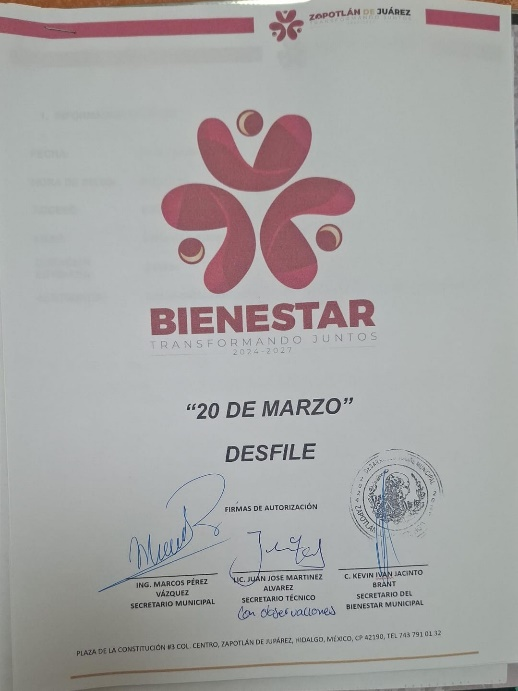 ZAPOTLÁN DE JUÁREZ
BIENESTAR
TRANSFORMANDO JUNTOS
2024-2027
“20 DE MARZO”
DESFILE
FIRMAS DE AUTORIZACIÓN
ING. MARCOS PÉREZ
VÁZQUEZ
SECRETARIO MUNICIPAL
LIC. JUAN JOSE MARTINEZ
ALVAREZ
SECRETARIO TÉCNICO
Con observaciones
C. KEVIN IVAN JACINTO
BRANT
SECRETARIO DEL
BIENESTAR MUNICIPAL
PLAZA DE LA CONSTITUCIÓN #3 COL. CENTRO, ZAPOTLÁN DE JUÁREZ, HIDALGO, MÉXICO, CP 42190, TEL 743 791 01 32